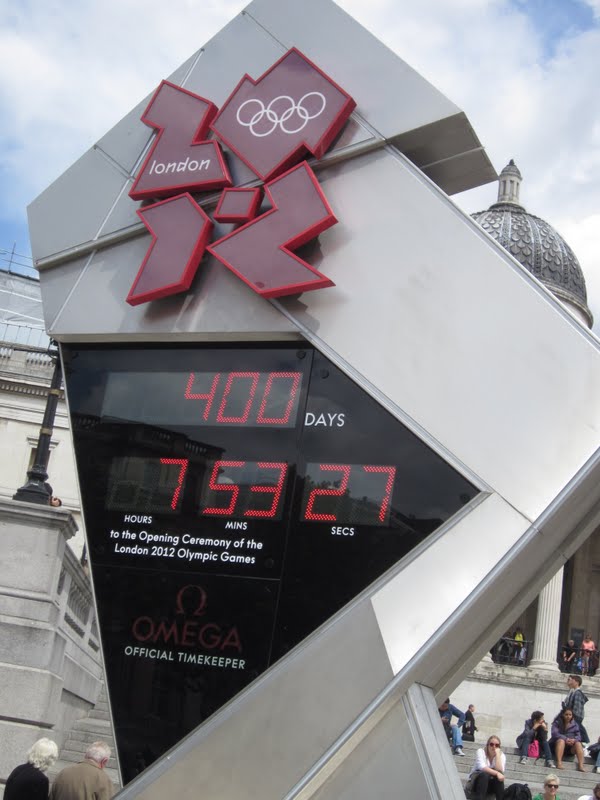 london
400 DAYS
7 53 27
HOURS MINS SECS
to the Opening Ceremony of the
London 2012 Olympic Games
Ω
OMEGA
OFFICIAL TIMEKEEPER